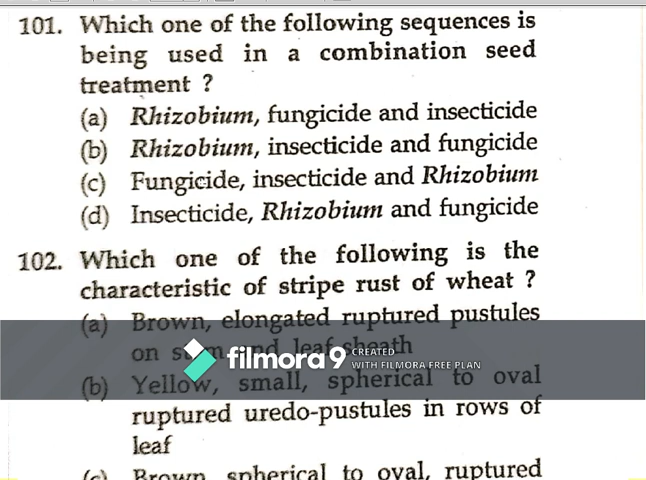 101. Which one of the following sequences is
being used in a combination seed
treatment ?
(a) Rhizobium, fungicide and insecticide
(b) Rhizobium, insecticide and fungicide
(c) Fungicide, insecticide and Rhizobium
(d) Insecticide, Rhizobium and fungicide
102. Which one of the following is the
characteristic of stripe rust of wheat ?
(a) Brown, elongated ruptured pustules
on and leaf sheath
filmora9 CREATED
WITH FILMORA FREE PLAN
(b) Yellow, small, spherical to oval
ruptured uredo-pustules in rows of
leaf
(c) Brown, spherical to oval, ruptured